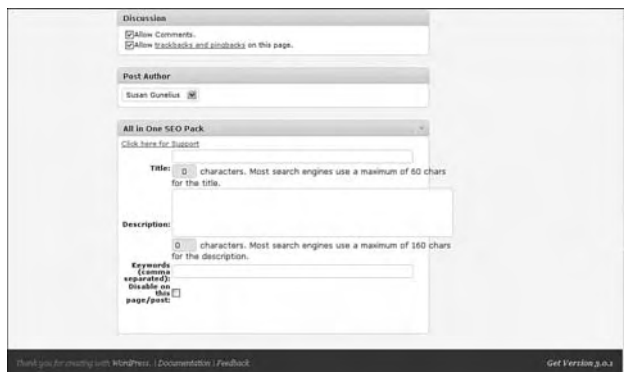 Discussion
Allow Comments.
Allow trackbacks and pingbacks on this page.
Post Author
Susan Gunelius
All in One SEO Pack
Click here for Support
Title:
0 characters. Most search engines use a maximum of 60 chars
for the title.
Description:
0 characters. Most search engines use a maximum of 160 chars
for the description.
Keywords
(comma
separated):
Disable on
this
page/post:
Thank you for creating with WordPress. | Documentation | Feedback
Get Version 3.0.1